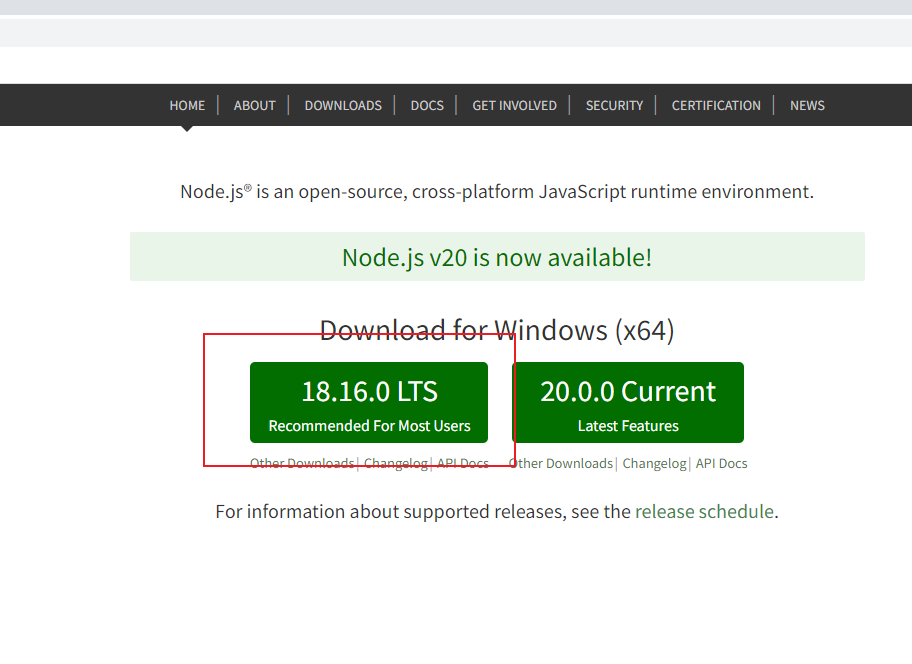 HOME | ABOUT | DOWNLOADS | DOCS | GET INVOLVED | SECURITY | CERTIFICATION | NEWS
Node.js® is an open-source, cross-platform JavaScript runtime environment.
Node.js v20 is now available!
Download for Windows (x64)
18.16.0 LTS 20.0.0 Current
Recommended For Most Users Latest Features
Other Downloads | Changelog | API Docs Other Downloads | Changelog | API Docs
For information about supported releases, see the release schedule.